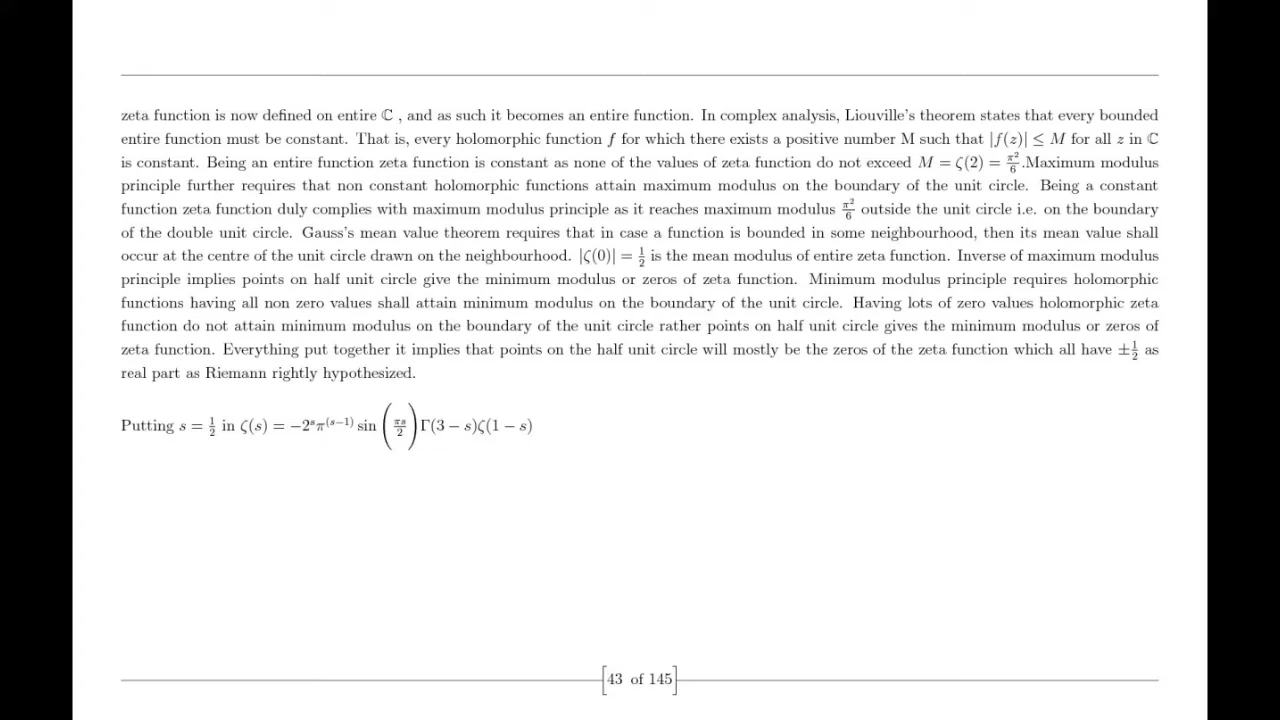 zeta function is now defined on entire ℂ , and as such it becomes an entire function. In complex analysis, Liouville's theorem states that every bounded
entire function must be constant. That is, every holomorphic function f for which there exists a positive number M such that |f(z)| ≤ M for all z in ℂ
is constant. Being an entire function zeta function is constant as none of the values of zeta function do not exceed M = ζ(2) = π²/6.Maximum modulus
principle further requires that non constant holomorphic functions attain maximum modulus on the boundary of the unit circle. Being a constant
function zeta function duly complies with maximum modulus principle as it reaches maximum modulus π²/6 outside the unit circle i.e. on the boundary
of the double unit circle. Gauss's mean value theorem requires that in case a function is bounded in some neighbourhood, then its mean value shall
occur at the centre of the unit circle drawn on the neighbourhood. |ζ(0)| = 1/2 is the mean modulus of entire zeta function. Inverse of maximum modulus
principle implies points on half unit circle give the minimum modulus or zeros of zeta function. Minimum modulus principle requires holomorphic
functions having all non zero values shall attain minimum modulus on the boundary of the unit circle. Having lots of zero values holomorphic zeta
function do not attain minimum modulus on the boundary of the unit circle rather points on half unit circle gives the minimum modulus or zeros of
zeta function. Everything put together it implies that points on the half unit circle will mostly be the zeros of the zeta function which all have ±1/2 as
real part as Riemann rightly hypothesized.
Putting s = 1/2 in ζ(s) = −2^s π^(s−1) sin (πs/2) Γ(3 − s)ζ(1 − s)
[43 of 145]